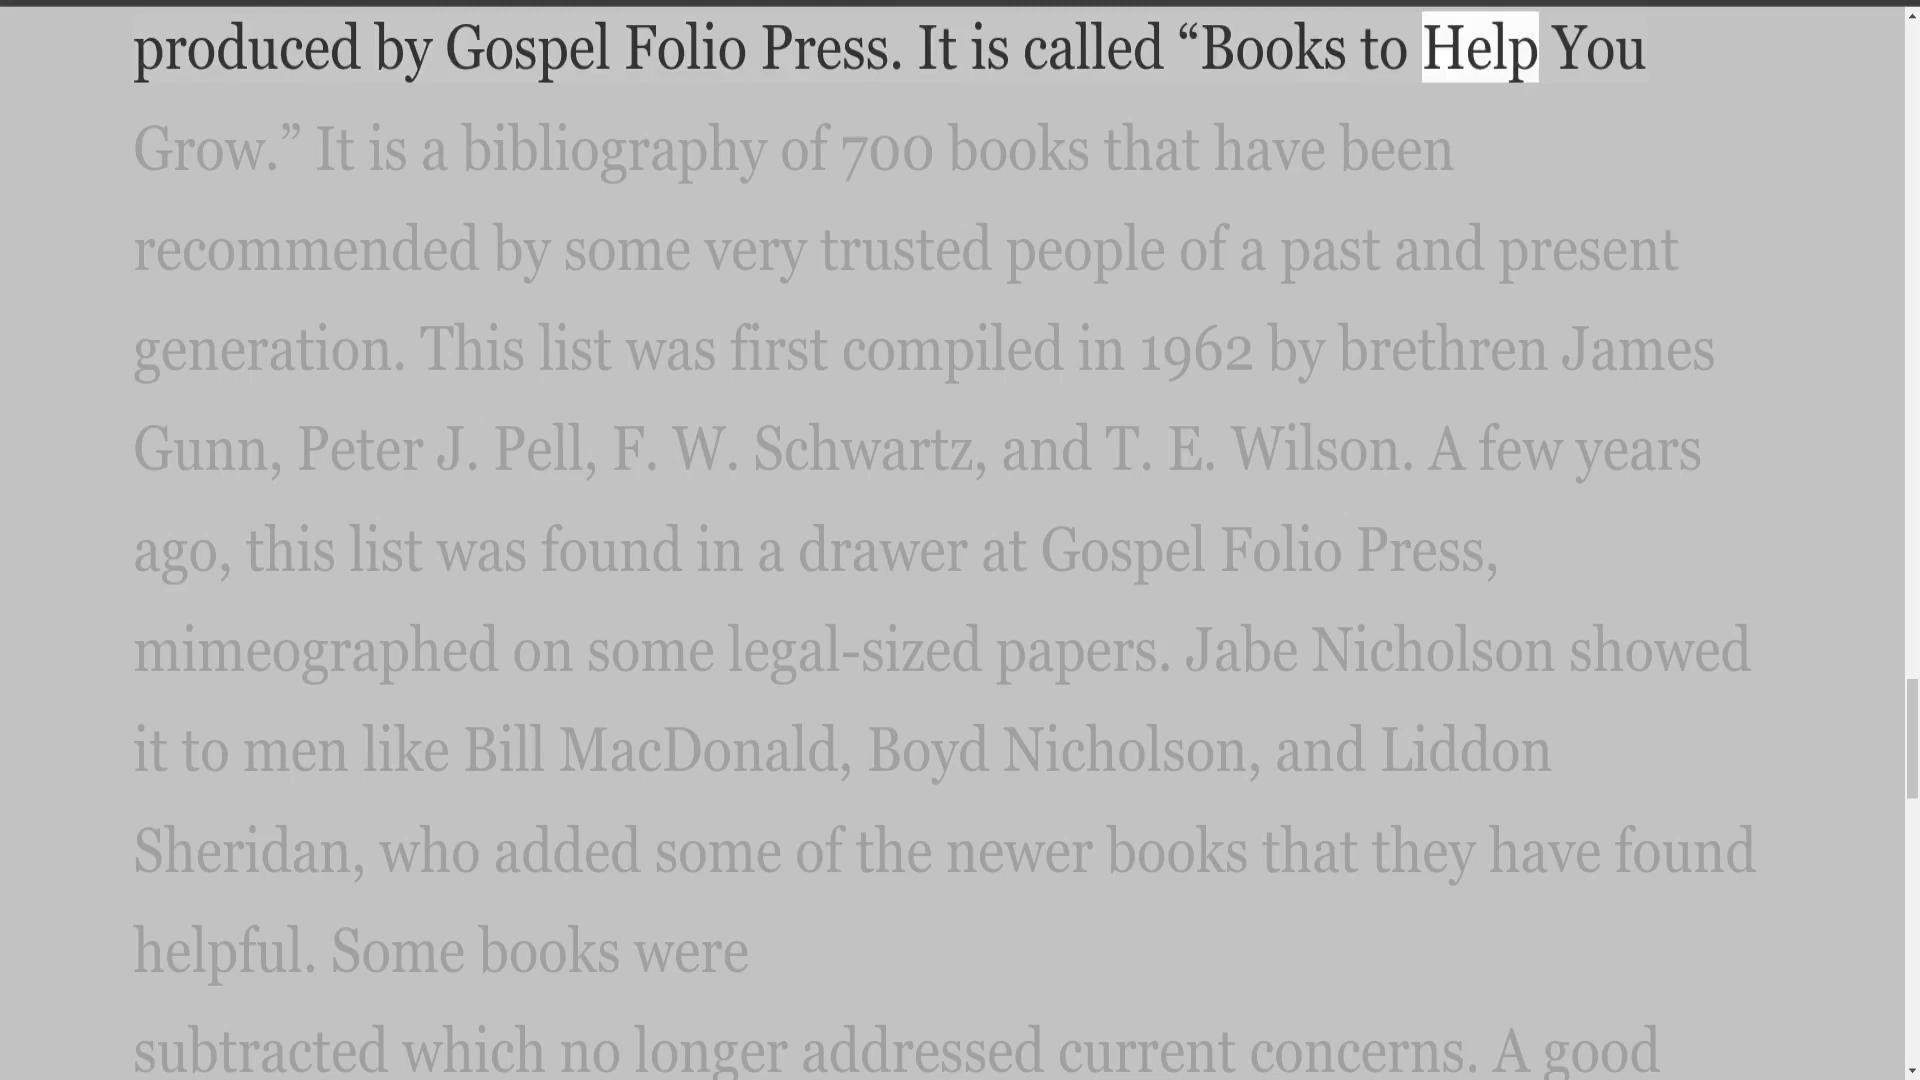 produced by Gospel Folio Press. It is called “Books to Help You
Grow.” It is a bibliography of 700 books that have been
recommended by some very trusted people of a past and present
generation. This list was first compiled in 1962 by brethren James
Gunn, Peter J. Pell, F. W. Schwartz, and T. E. Wilson. A few years
ago, this list was found in a drawer at Gospel Folio Press,
mimeographed on some legal-sized papers. Jabe Nicholson showed
it to men like Bill MacDonald, Boyd Nicholson, and Liddon
Sheridan, who added some of the newer books that they have found
helpful. Some books were
subtracted which no longer addressed current concerns. A good